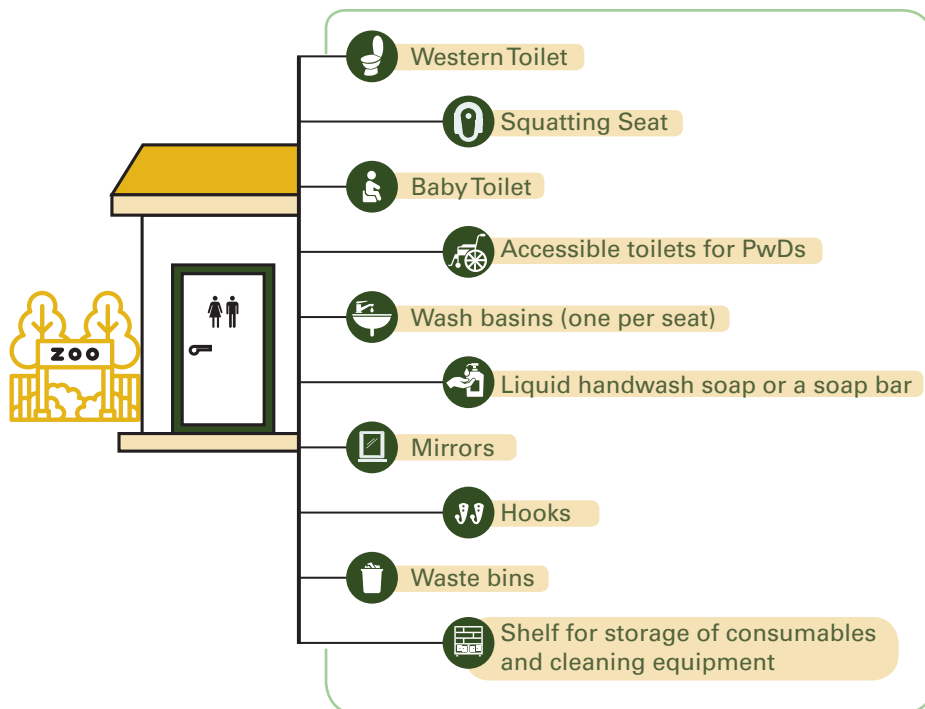 Western Toilet
Squatting Seat
Baby Toilet
Accessible toilets for PwDs
Wash basins (one per seat)
ZOO
Liquid handwash soap or a soap bar
Mirrors
Hooks
Waste bins
Shelf for storage of consumables
and cleaning equipment